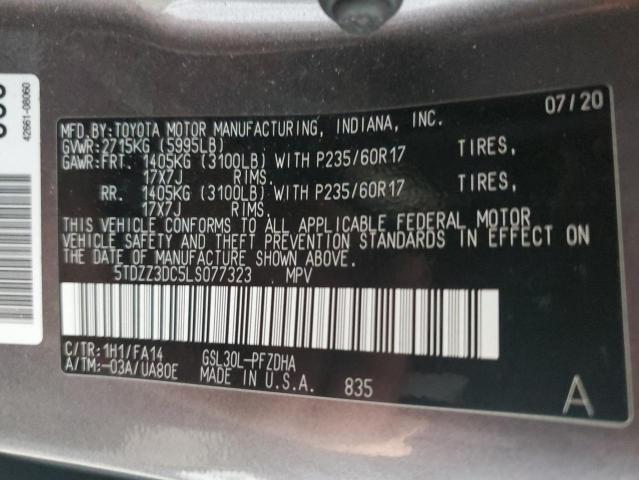 42661-06060
07/20
MFD.BY:TOYOTA MOTOR MANUFACTURING, INDIANA, INC.
GVWR:2715KG (5995LB)
GAWR:FRT. 1405KG (3100LB) WITH P235/60R17 TIRES,
17X7J RIMS.
RR. 1405KG (3100LB) WITH P235/60R17 TIRES,
17X7J RIMS.
THIS VEHICLE CONFORMS TO ALL APPLICABLE FEDERAL MOTOR
VEHICLE SAFETY AND THEFT PREVENTION STANDARDS IN EFFECT ON
THE DATE OF MANUFACTURE SHOWN ABOVE.
5TDZZ3DC5LS077323 MPV
C/TR:1H1/FA14 GSL30L-PFZDHA
A/TM:-03A/UA80E MADE IN U.S.A. 835
A